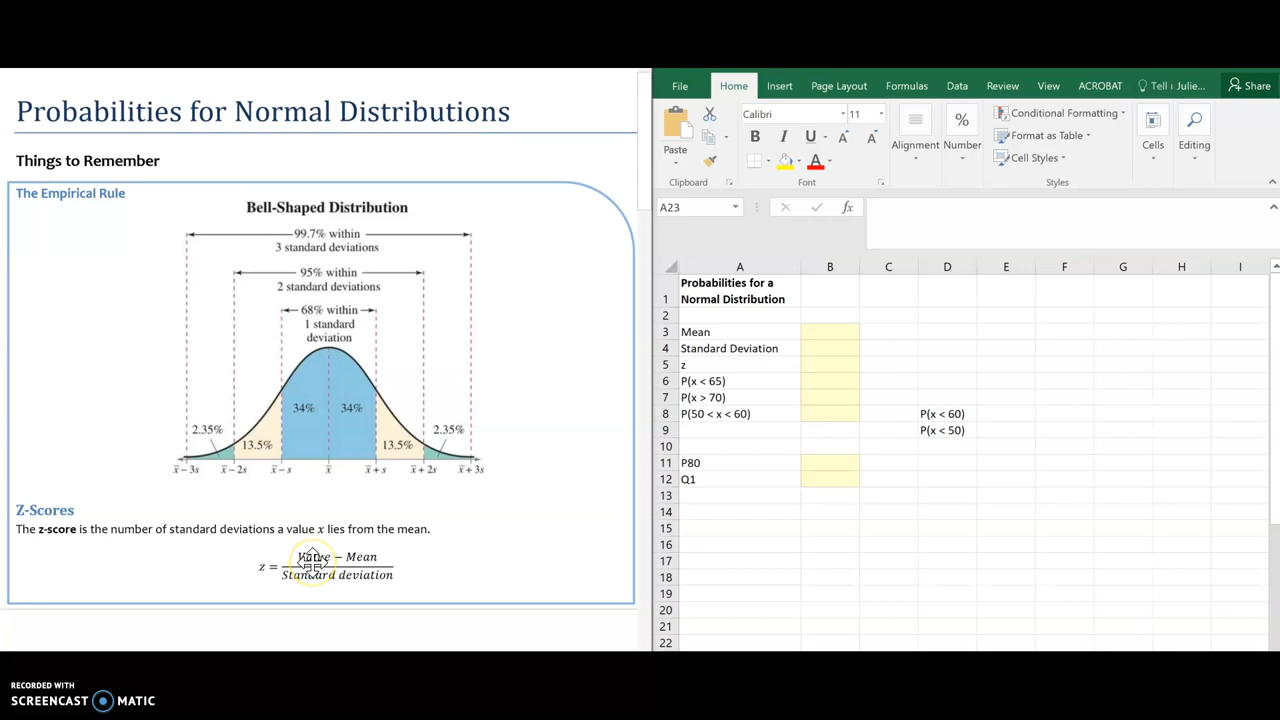 Probabilities for Normal Distributions
Things to Remember
The Empirical Rule
Bell-Shaped Distribution
99.7% within
3 standard deviations
95% within
2 standard deviations
68% within
1 standard
deviation
34% 34%
2.35% 2.35%
13.5% 13.5%
x̄ − 3s x̄ − 2s x̄ − s x̄ x̄ + s x̄ + 2s x̄ + 3s
Z-Scores
The z-score is the number of standard deviations a value x lies from the mean.
z = Value − Mean
Standard deviation
File Home Insert Page Layout Formulas Data Review View ACROBAT Tell Julie... Share
Calibri 11
Paste
B I U A A
A
Alignment
%
Number
Conditional Formatting
Format as Table
Cell Styles
Cells
Editing
Clipboard Font Styles
A23 fx
A B C D E F G H I
Probabilities for a
1 Normal Distribution
2
3 Mean
4 Standard Deviation
5 z
6 P(x < 65)
7 P(x > 70)
8 P(50 < x < 60) P(x < 60)
9 P(x < 50)
10
11 P80
12 Q1
13
14
15
16
17
18
19
20
21
22
RECORDED WITH
SCREENCAST MATIC